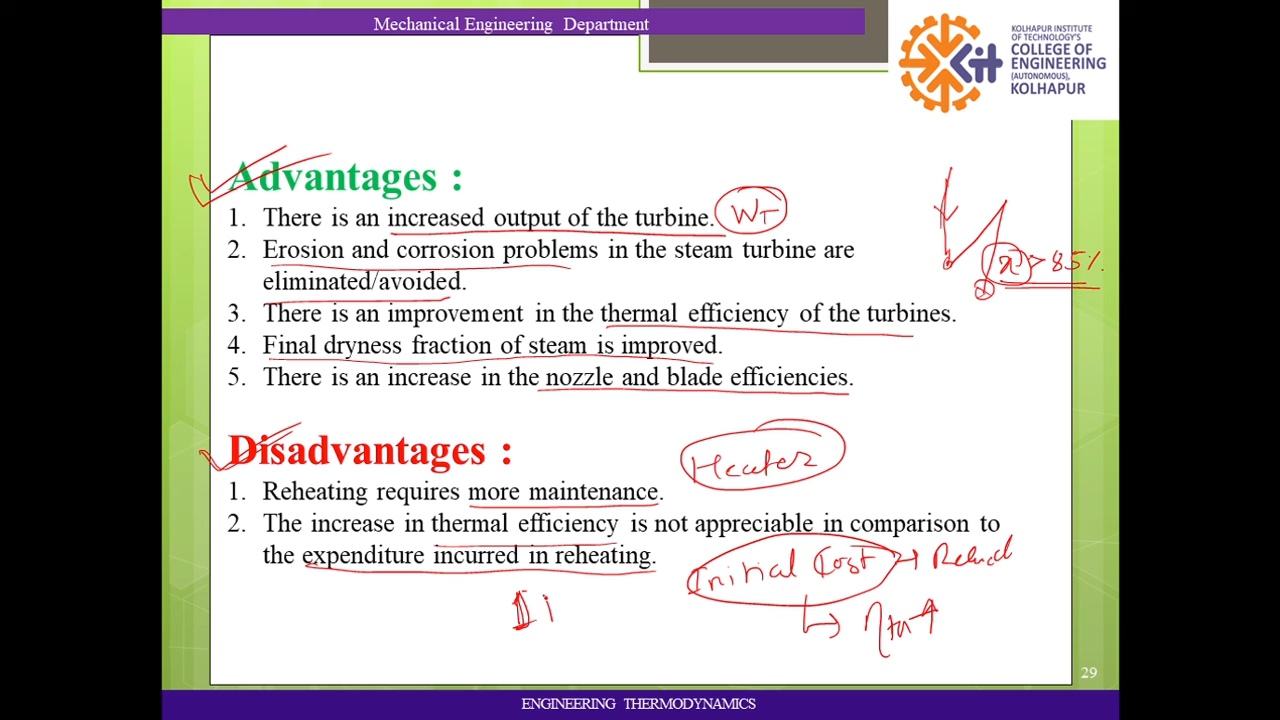 Mechanical Engineering Department
KOLHAPUR INSTITUTE
OF TECHNOLOGY'S
COLLEGE OF
ENGINEERING
(AUTONOMOUS),
KOLHAPUR
Advantages :
1. There is an increased output of the turbine. WT
2. Erosion and corrosion problems in the steam turbine are
eliminated/avoided.
x > 85%.
3. There is an improvement in the thermal efficiency of the turbines.
4. Final dryness fraction of steam is improved.
5. There is an increase in the nozzle and blade efficiencies.
Disadvantages :
Heater
1. Reheating requires more maintenance.
2. The increase in thermal efficiency is not appreciable in comparison to
the expenditure incurred in reheating.
Initial Cost
29
ENGINEERING THERMODYNAMICS